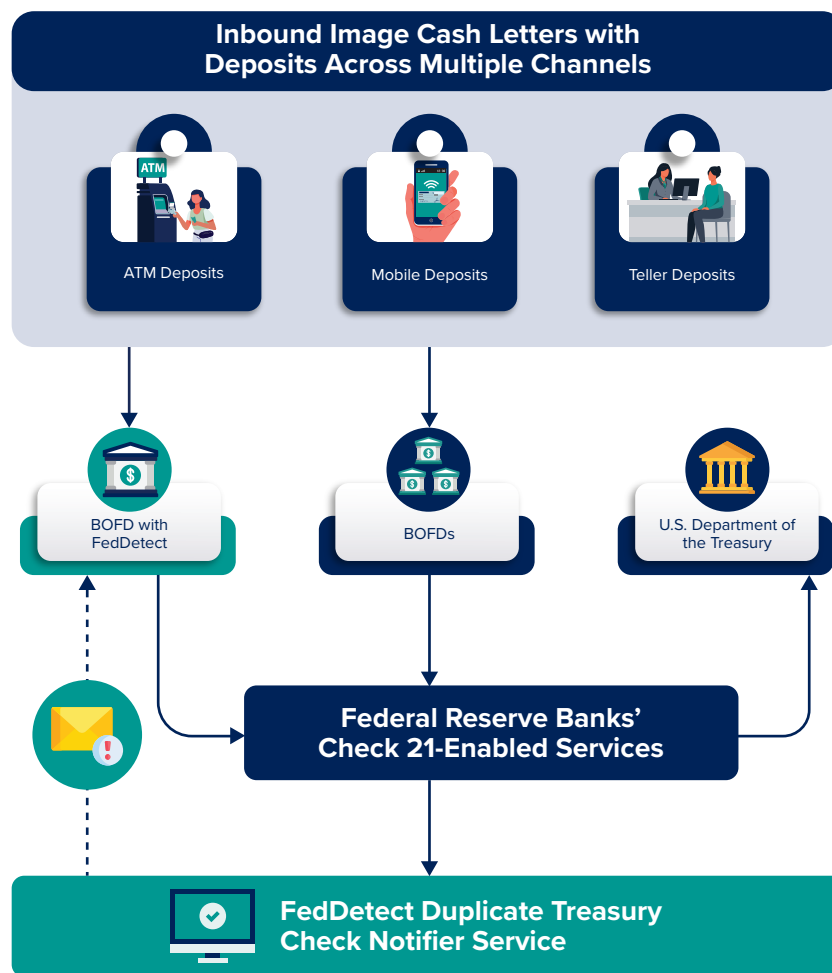 Inbound Image Cash Letters with
Deposits Across Multiple Channels
ATM
ATM Deposits
Mobile Deposits
Teller Deposits
$
$
$
$
BOFD with
FedDetect
BOFDs
U.S. Department of
the Treasury
!
Federal Reserve Banks’
Check 21-Enabled Services
FedDetect Duplicate Treasury
Check Notifier Service